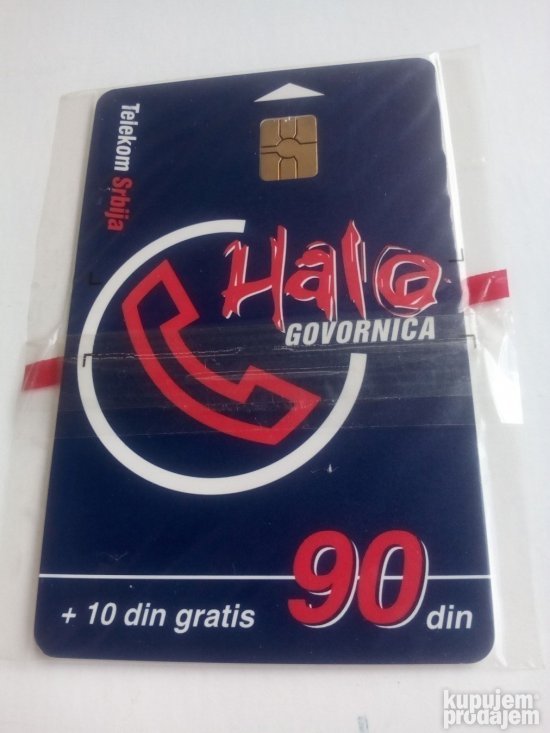 Telekom Srbija
Halo
GOVORNICA
90 din
+ 10 din gratis
kupujem
prodajem